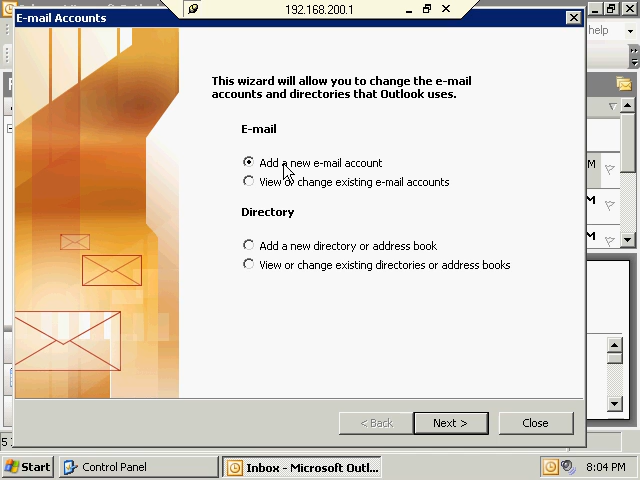 192.168.200.1
E-mail Accounts
help
This wizard will allow you to change the e-mail
accounts and directories that Outlook uses.
E-mail
Add a new e-mail account
View or change existing e-mail accounts
Directory
Add a new directory or address book
View or change existing directories or address books
< Back
Next >
Close
Start
Control Panel
Inbox - Microsoft Outl...
8:04 PM